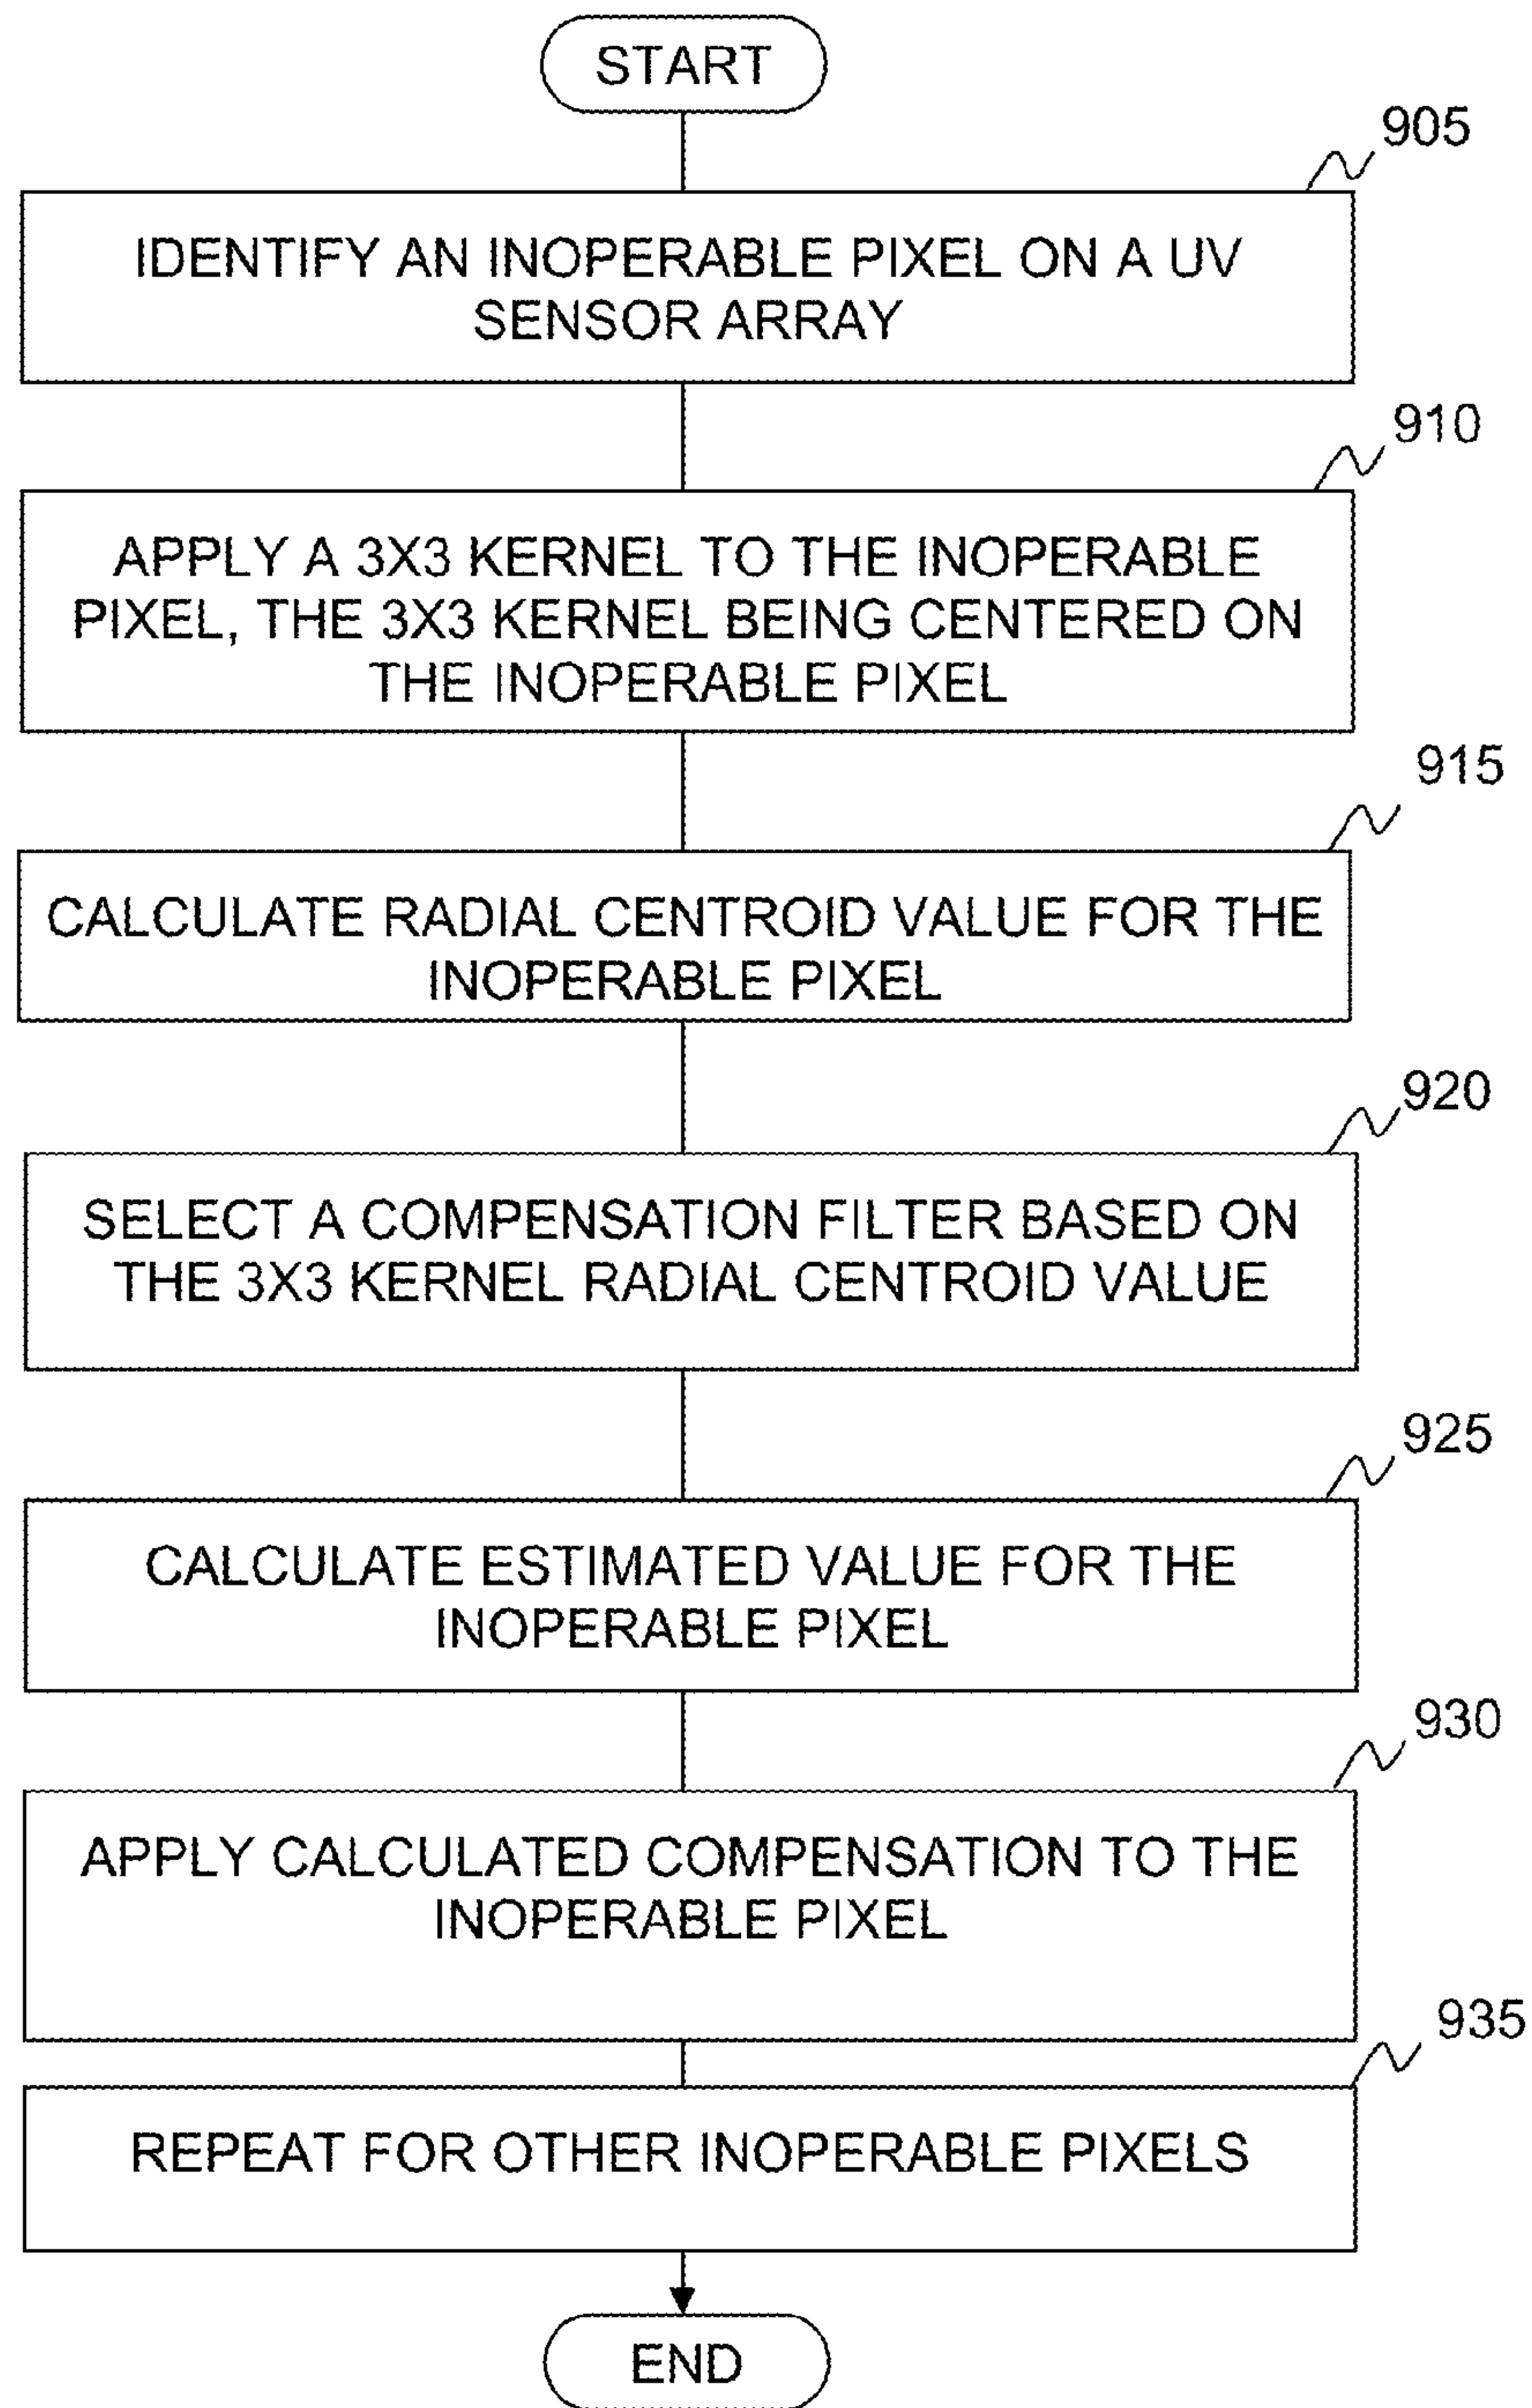 START
905
IDENTIFY AN INOPERABLE PIXEL ON A UV
SENSOR ARRAY
910
APPLY A 3X3 KERNEL TO THE INOPERABLE
PIXEL, THE 3X3 KERNEL BEING CENTERED ON
THE INOPERABLE PIXEL
915
CALCULATE RADIAL CENTROID VALUE FOR THE
INOPERABLE PIXEL
920
SELECT A COMPENSATION FILTER BASED ON
THE 3X3 KERNEL RADIAL CENTROID VALUE
925
CALCULATE ESTIMATED VALUE FOR THE
INOPERABLE PIXEL
930
APPLY CALCULATED COMPENSATION TO THE
INOPERABLE PIXEL
935
REPEAT FOR OTHER INOPERABLE PIXELS
END